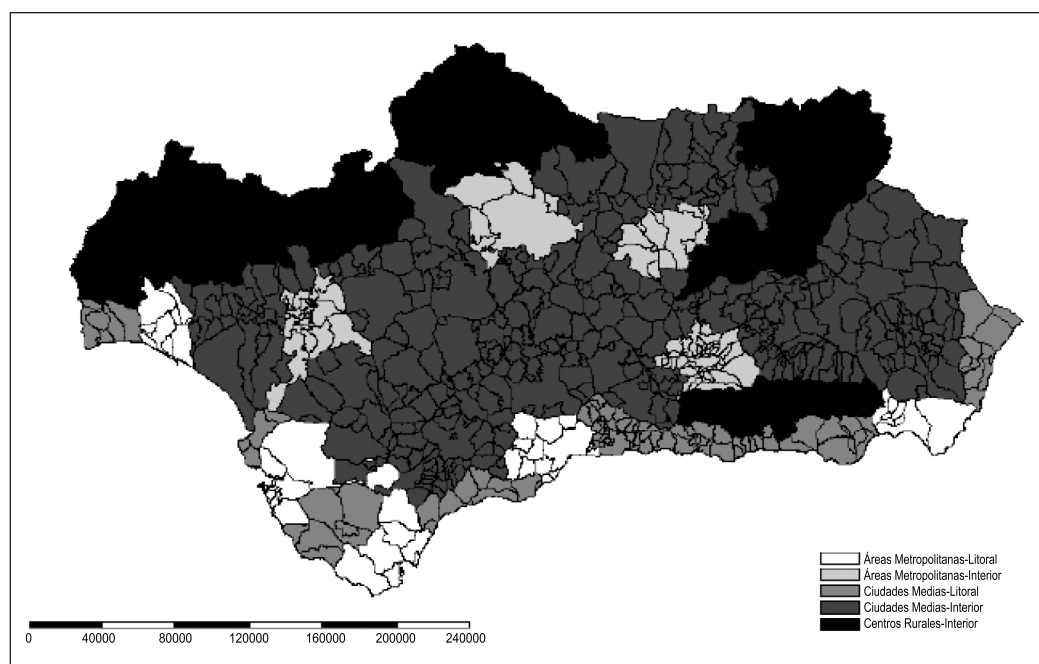 Áreas Metropolitanas-Litoral
Áreas Metropolitanas-Interior
Ciudades Medias-Litoral
Ciudades Medias-Interior
Centros Rurales-Interior
0 40000 80000 120000 160000 200000 240000